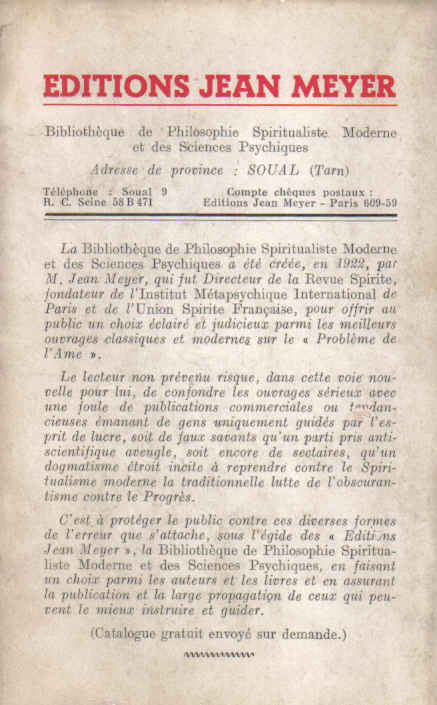 EDITIONS JEAN MEYER
Bibliothèque de Philosophie Spiritualiste Moderne
et des Sciences Psychiques
Adresse de province : SOUAL (Tarn)
Téléphone : Soual 9 Compte chèques postaux :
R. C. Seine 58 B 471 Editions Jean Meyer - Paris 609-59
La Bibliothèque de Philosophie Spiritualiste Moderne
et des Sciences Psychiques a été créée, en 1922, par
M. Jean Meyer, qui fut Directeur de la Revue Spirite,
fondateur de l'Institut Métapsychique International de
Paris et de l'Union Spirite Française, pour offrir au
public un choix éclairé et judicieux parmi les meilleurs
ouvrages classiques et modernes sur le « Problème de
l'Ame ».
Le lecteur non prévenu risque, dans cette voie nou-
velle pour lui, de confondre les ouvrages sérieux avec
une foule de publications commerciales ou tendan-
cieuses émanant de gens uniquement guidés par l'es-
prit de lucre, soit de faux savants qu'un parti pris anti-
scientifique aveugle, soit encore de sectaires, qu'un
dogmatisme étroit incite à reprendre contre le Spiri-
tualisme moderne la traditionnelle lutte de l'obscuran-
tisme contre le Progrès.
C'est à protéger le public contre ces diverses formes
de l'erreur que s'attache, sous l'égide des « Editions
Jean Meyer », la Bibliothèque de Philosophie Spiritua-
liste Moderne et des Sciences Psychiques, en faisant
un choix parmi les auteurs et les livres et en assurant
la publication et la large propagation de ceux qui peu-
vent le mieux instruire et guider.
(Catalogue gratuit envoyé sur demande.)